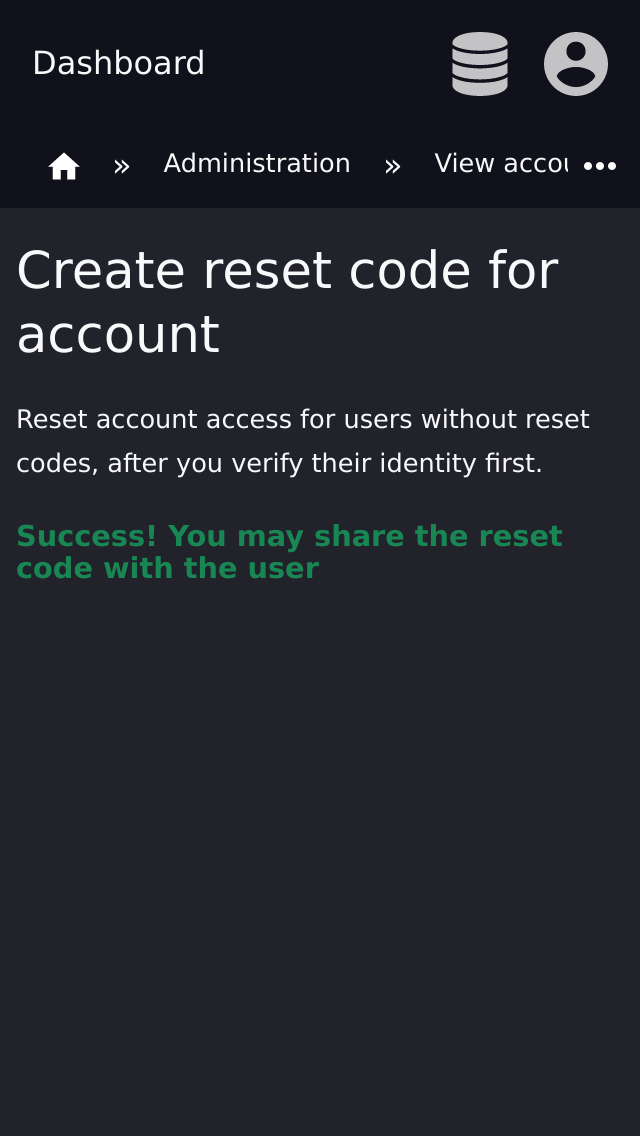 Dashboard
» Administration » View accou
Create reset code for
account
Reset account access for users without reset
codes, after you verify their identity first.
Success! You may share the reset
code with the user